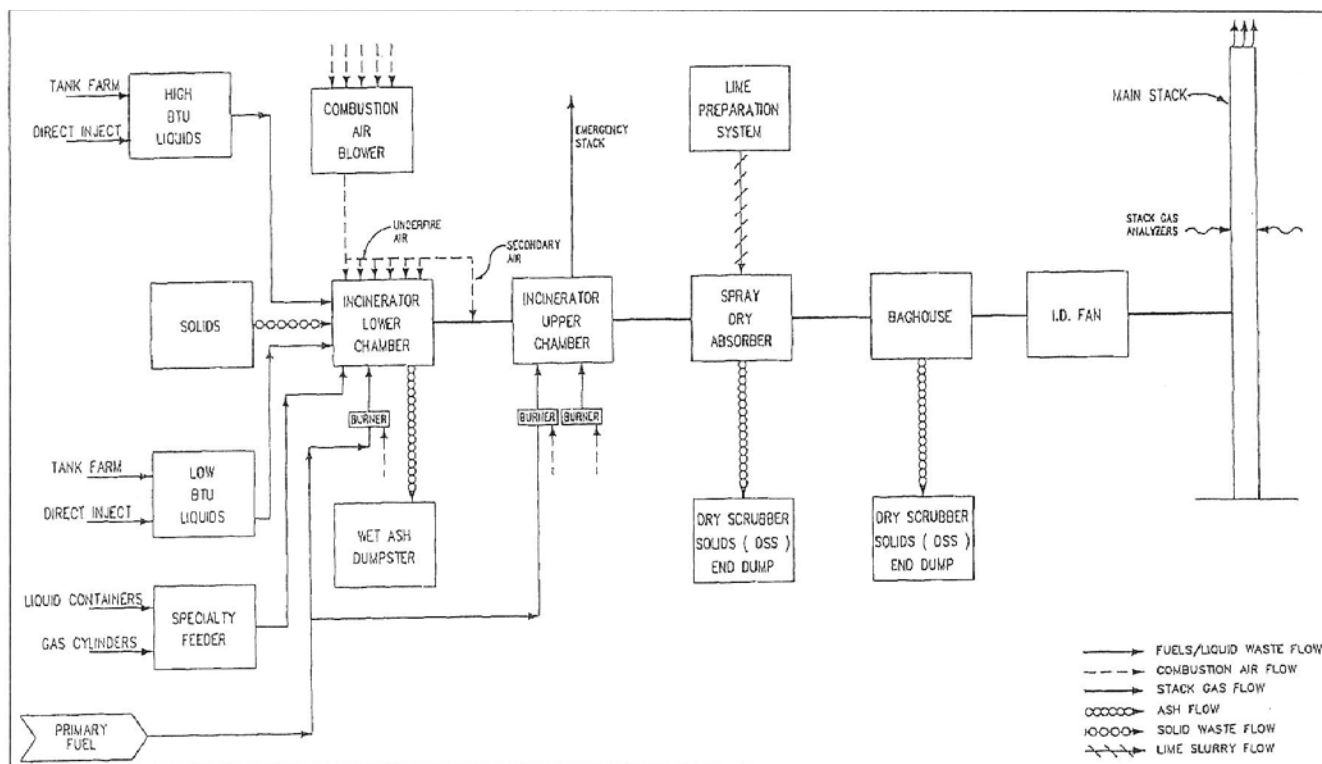 TANK FARM
DIRECT INJECT
HIGH
BTU
LIQUIDS
COMBUSTION
AIR
BLOWER
EMERGENCY
STACK
LIME
PREPARATION
SYSTEM
MAIN STACK
UNDERFIRE
AIR
SECONDARY
AIR
STACK GAS
ANALYZERS
SOLIDS
INCINERATOR
LOWER
CHAMBER
INCINERATOR
UPPER
CHAMBER
SPRAY
DRY
ABSORBER
BAGHOUSE
I.D. FAN
BURNER
BURNER
BURNER
TANK FARM
DIRECT INJECT
LOW
BTU
LIQUIDS
WET ASH
DUMPSTER
DRY SCRUBBER
SOLIDS ( DSS )
END DUMP
DRY SCRUBBER
SOLIDS ( DSS )
END DUMP
LIQUID CONTAINERS
GAS CYLINDERS
SPECIALTY
FEEDER
PRIMARY
FUEL
FUELS/LIQUID WASTE FLOW
COMBUSTION AIR FLOW
STACK GAS FLOW
ASH FLOW
SOLID WASTE FLOW
LIME SLURRY FLOW